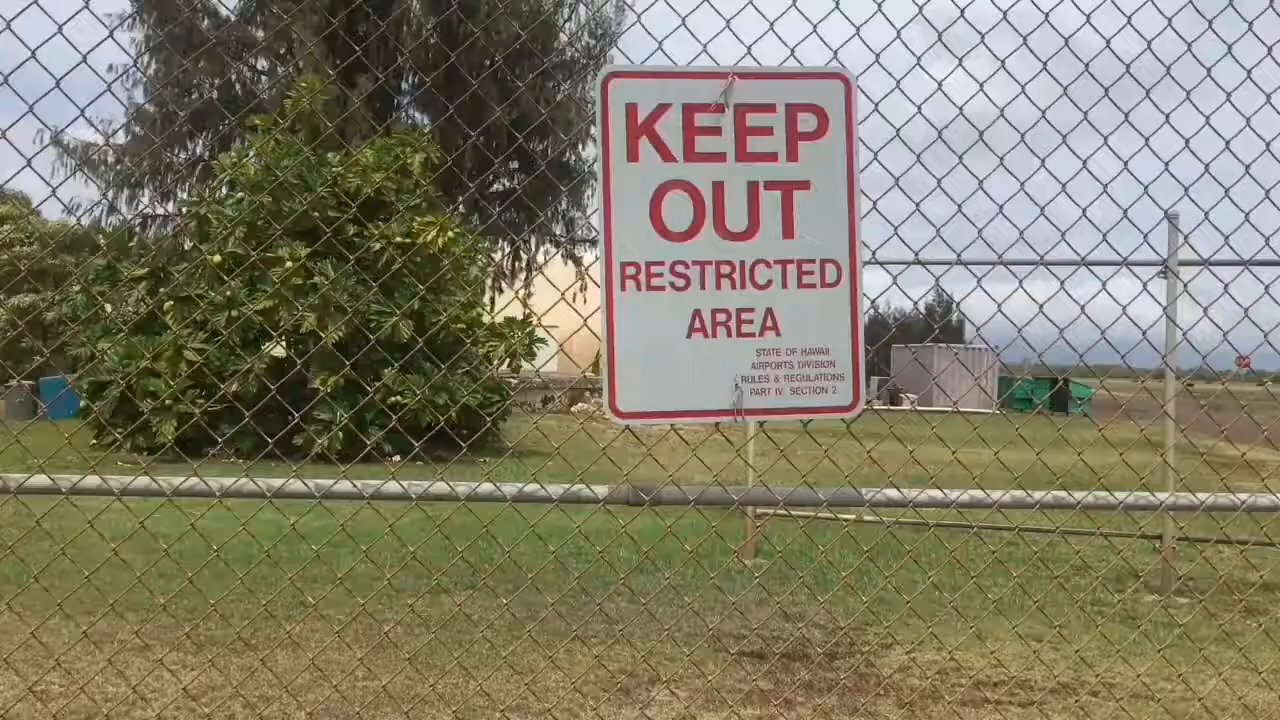 KEEP
OUT
RESTRICTED
AREA
STATE OF HAWAII
AIRPORTS DIVISION
RULES & REGULATIONS
PART IV SECTION 2